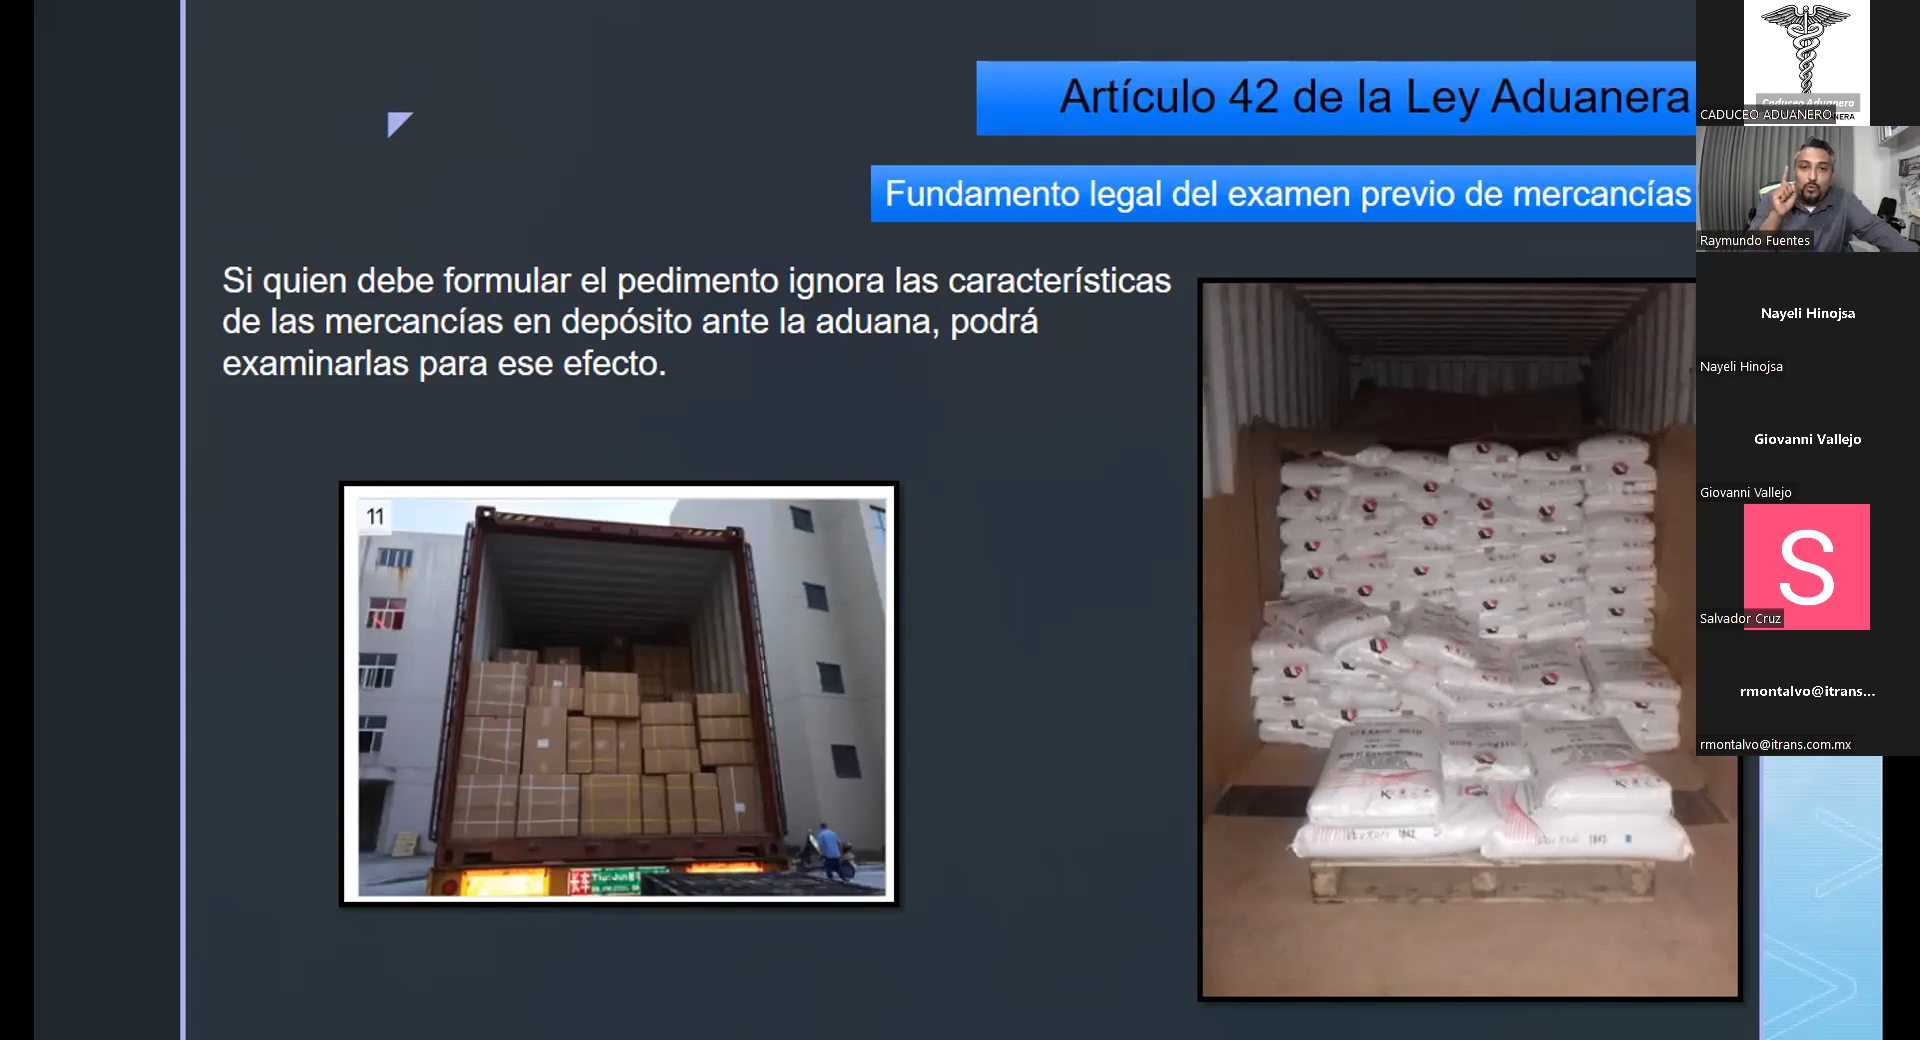 Artículo 42 de la Ley Aduanera
Fundamento legal del examen previo de mercancías
Si quien debe formular el pedimento ignora las características
de las mercancías en depósito ante la aduana, podrá
examinarlas para ese efecto.
11
CADUCEO ADUANERO
Raymundo Fuentes
Nayeli Hinojsa
Nayeli Hinojsa
Giovanni Vallejo
Giovanni Vallejo
S
Salvador Cruz
rmontalvo@itrans...
rmontalvo@itrans.com.mx